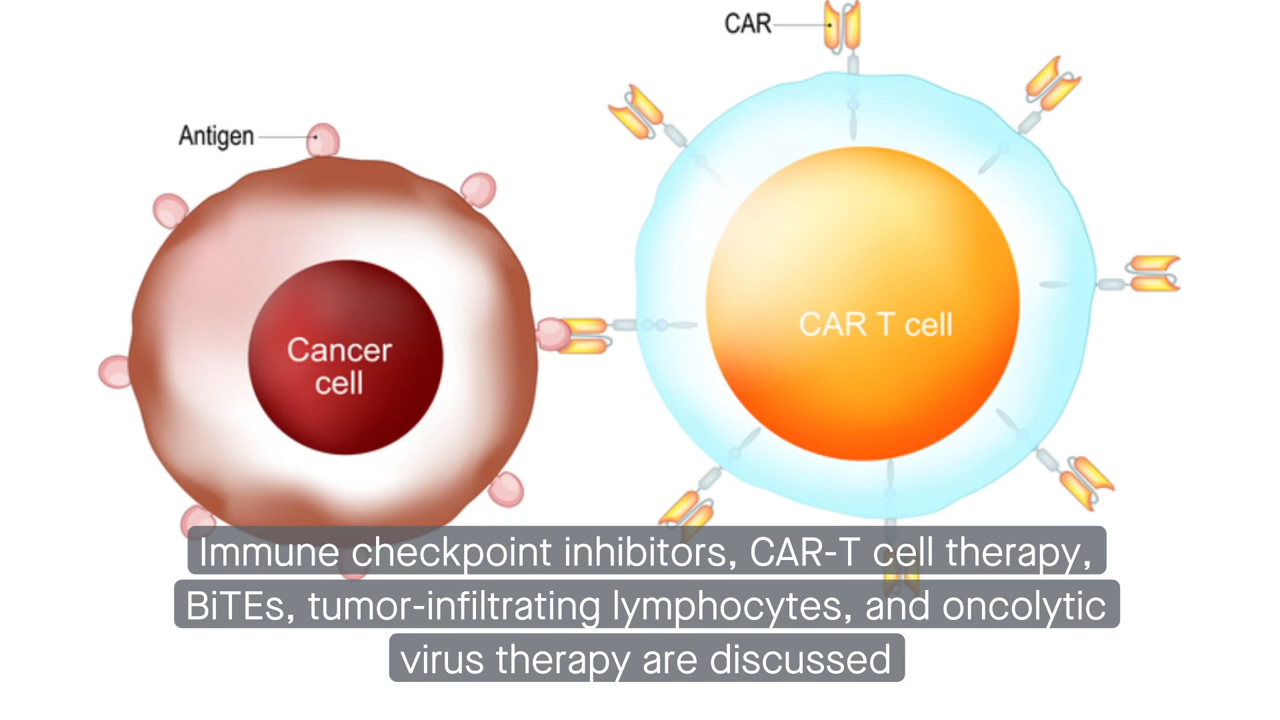 CAR
Antigen
CAR T cell
Cancer
cell
Immune checkpoint inhibitors, CAR-T cell therapy,
BiTEs, tumor-infiltrating lymphocytes, and oncolytic
virus therapy are discussed